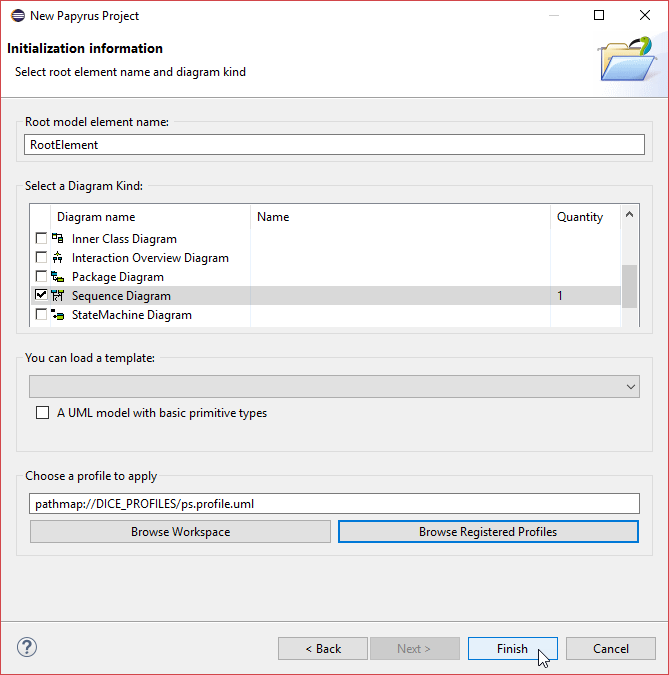 New Papyrus Project
Initialization information
Select root element name and diagram kind
Root model element name:
RootElement
Select a Diagram Kind:
Diagram name Name Quantity
Inner Class Diagram
Interaction Overview Diagram
Package Diagram
Sequence Diagram 1
StateMachine Diagram
You can load a template:
A UML model with basic primitive types
Choose a profile to apply
pathmap://DICE_PROFILES/ps.profile.uml
Browse Workspace Browse Registered Profiles
? < Back Next > Finish Cancel